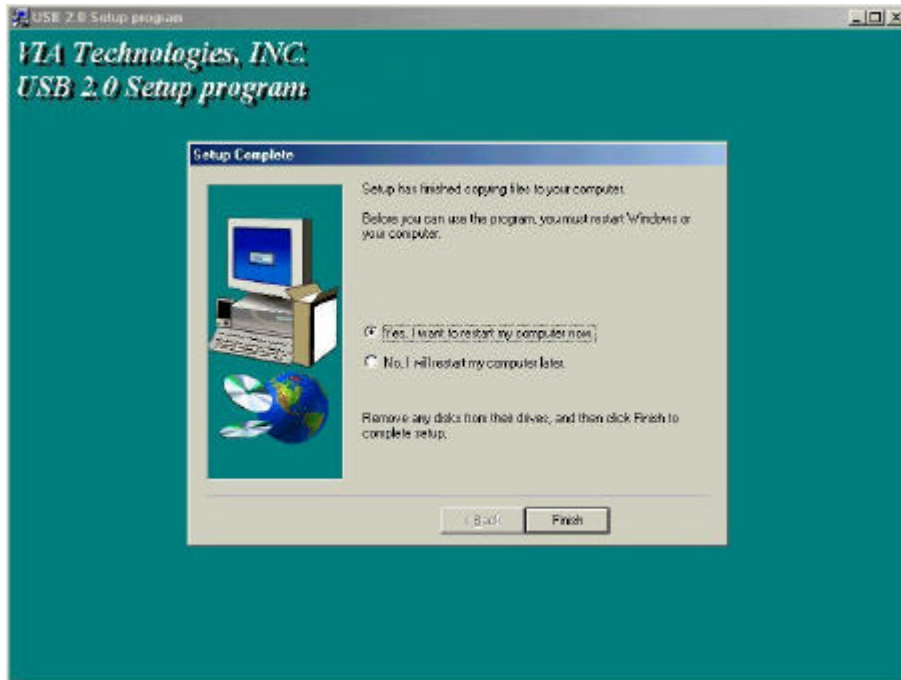 USB 2.0 Setup program
VIA Technologies, INC.
USB 2.0 Setup program
Setup Complete
Setup has finished copying files to your computer.
Before you can use the program, you must restart Windows or
your computer.
Yes, I want to restart my computer now.
No, I will restart my computer later.
Remove any disks from their drives, and then click Finish to
complete setup.
< Back
Finish